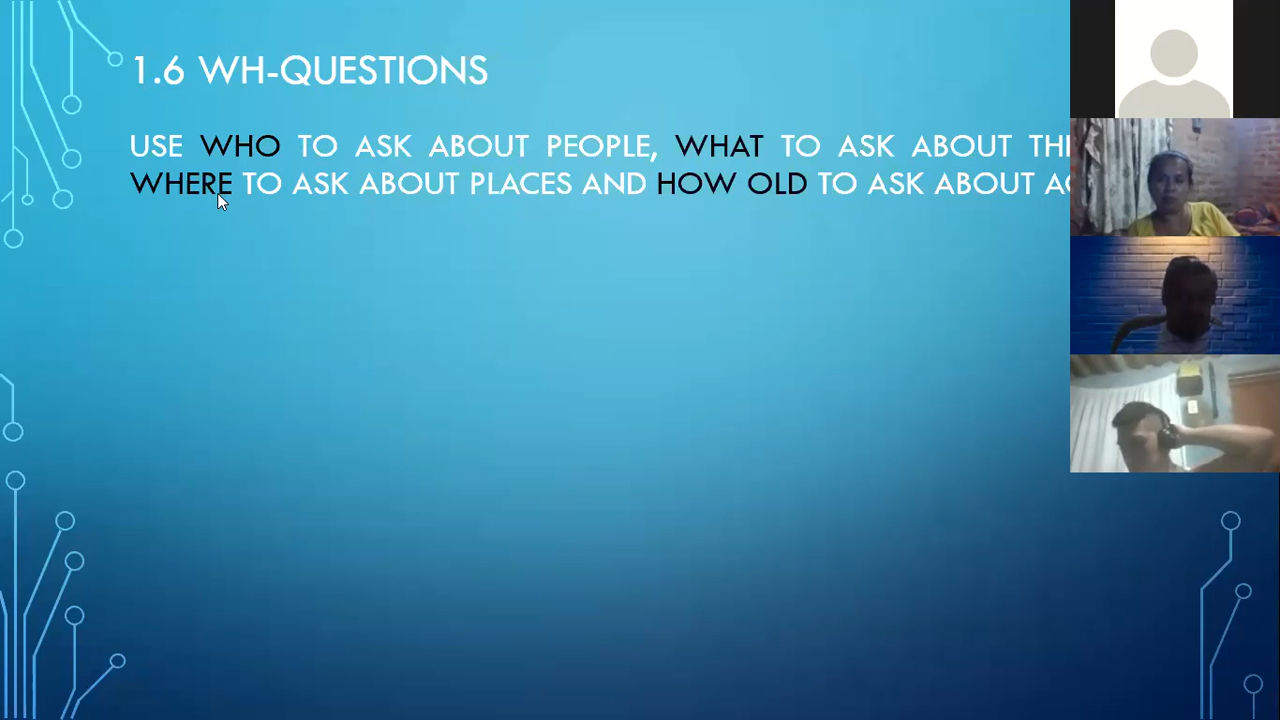 1.6 WH-QUESTIONS
USE WHO TO ASK ABOUT PEOPLE, WHAT TO ASK ABOUT
WHERE TO ASK ABOUT PLACES AND HOW OLD TO ASK ABOUT